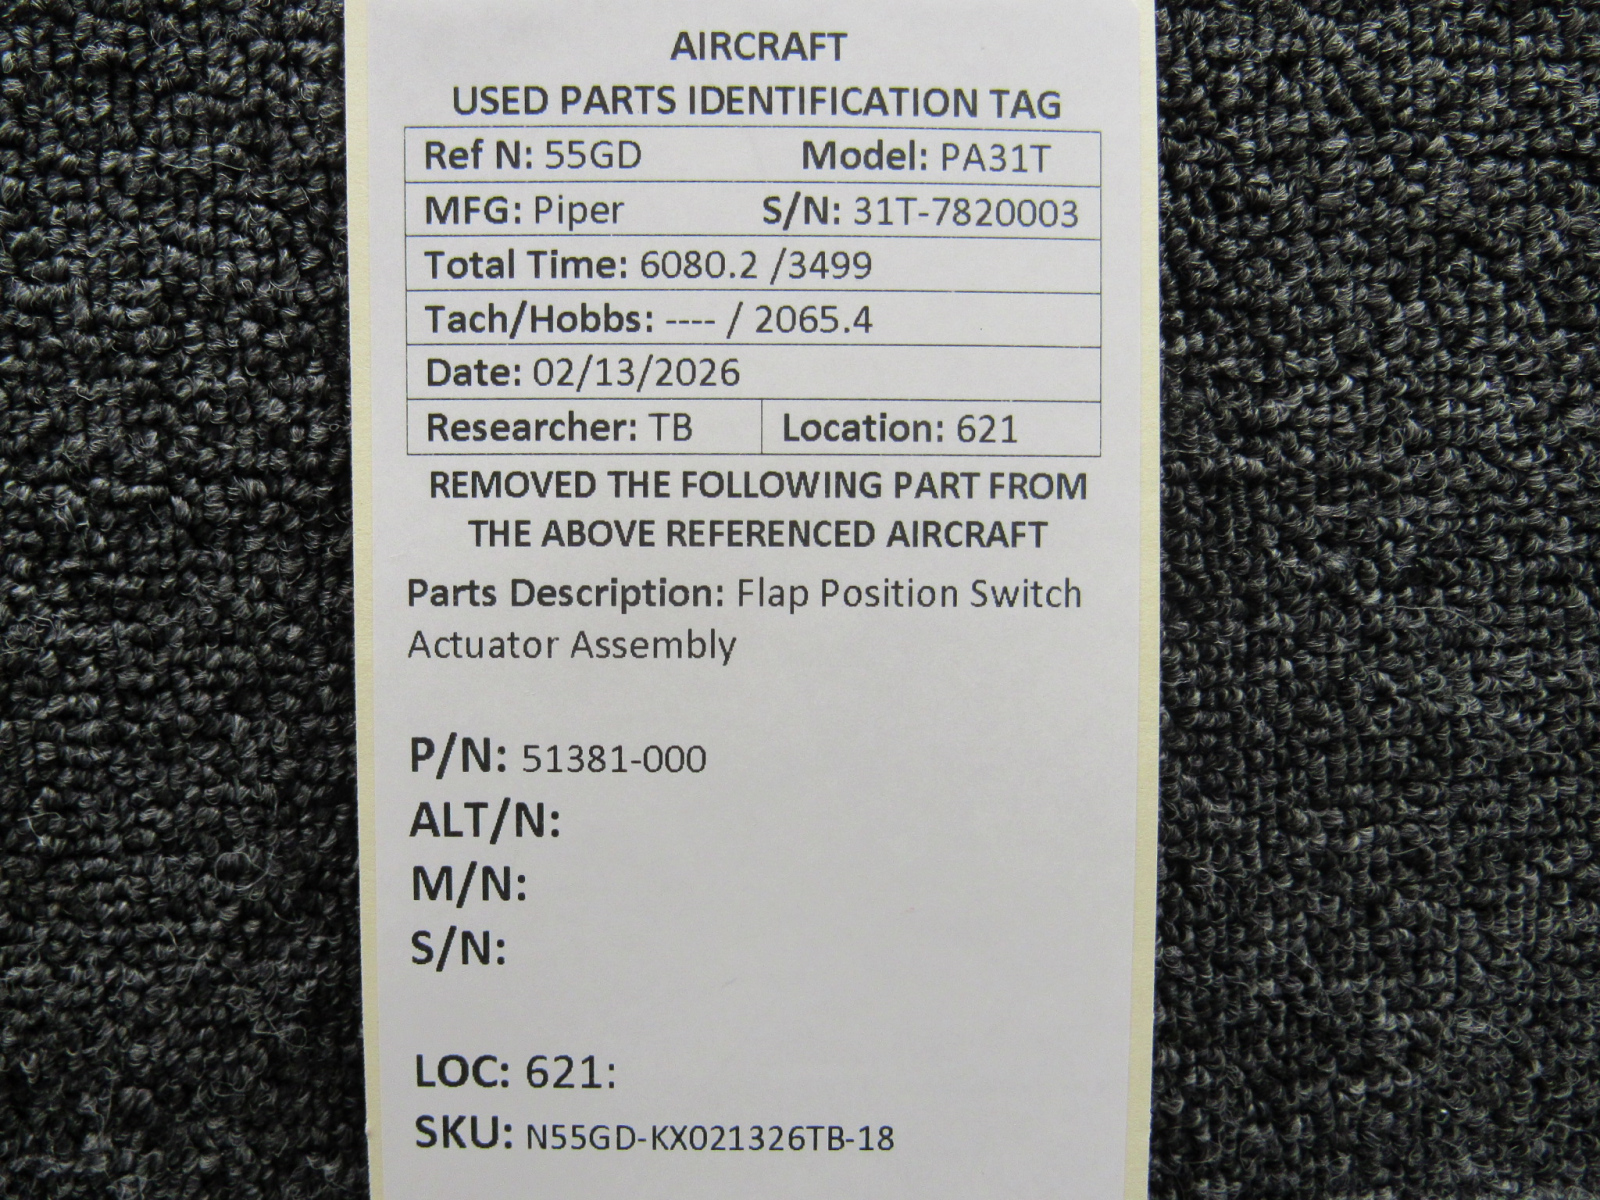 AIRCRAFT
USED PARTS IDENTIFICATION TAG
Ref N: 55GD Model: PA31T
MFG: Piper S/N: 31T-7820003
Total Time: 6080.2 /3499
Tach/Hobbs: ---- / 2065.4
Date: 02/13/2026
Researcher: TB Location: 621
REMOVED THE FOLLOWING PART FROM
THE ABOVE REFERENCED AIRCRAFT
Parts Description: Flap Position Switch
Actuator Assembly
P/N: 51381-000
ALT/N:
M/N:
S/N:
LOC: 621:
SKU: N55GD-KX021326TB-18